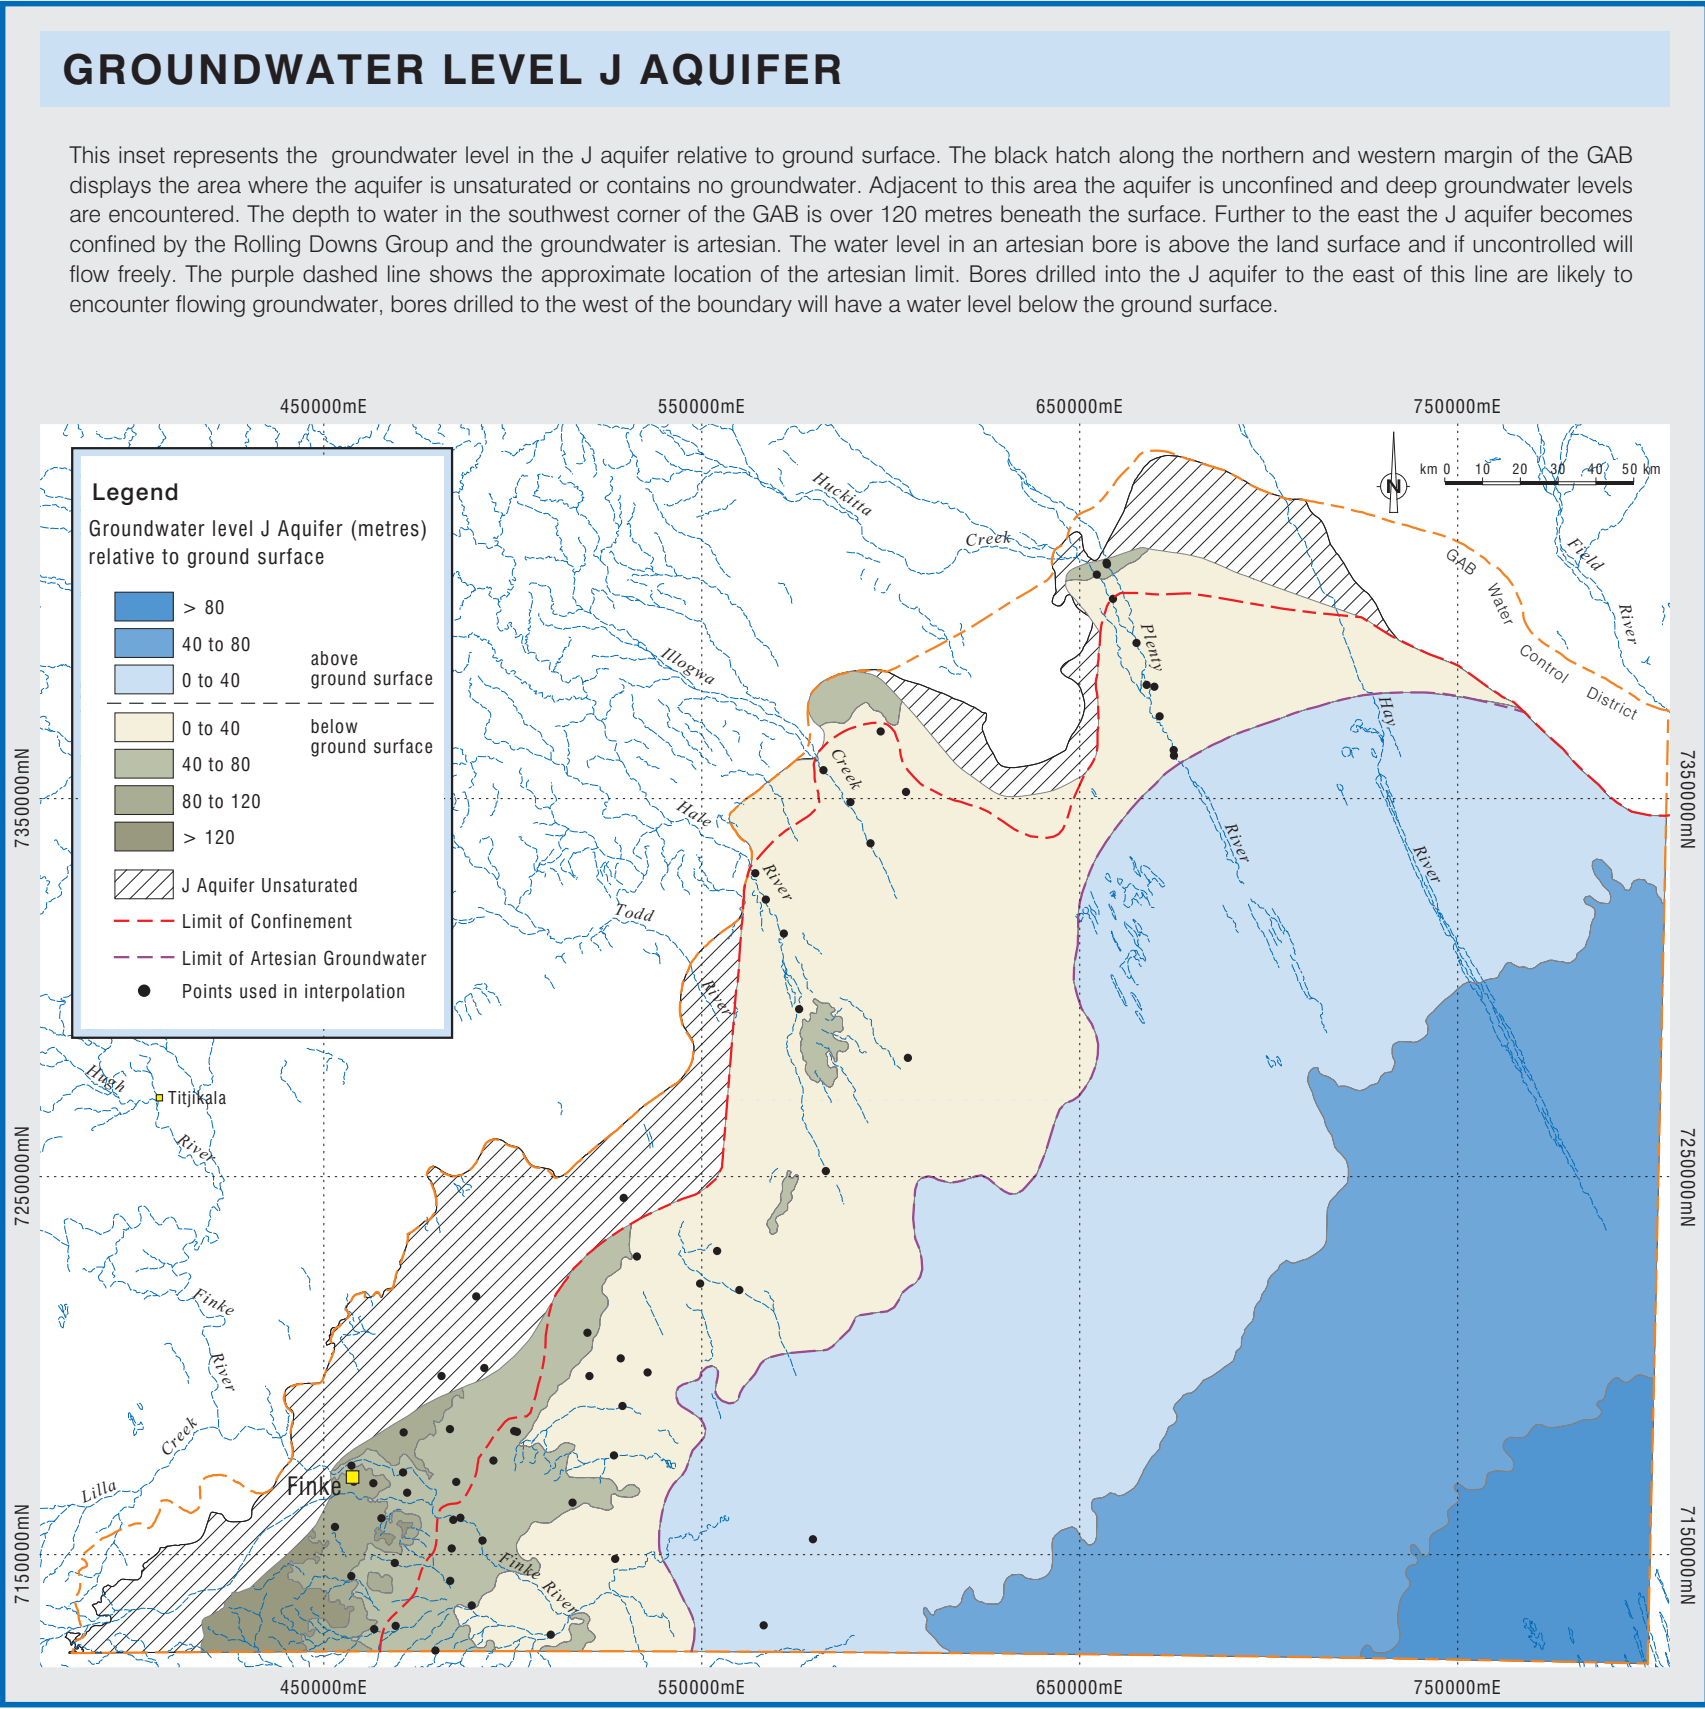 GROUNDWATER LEVEL J AQUIFER
This inset represents the groundwater level in the J aquifer relative to ground surface. The black hatch along the northern and western margin of the GAB
displays the area where the aquifer is unsaturated or contains no groundwater. Adjacent to this area the aquifer is unconfined and deep groundwater levels
are encountered. The depth to water in the southwest corner of the GAB is over 120 metres beneath the surface. Further to the east the J aquifer becomes
confined by the Rolling Downs Group and the groundwater is artesian. The water level in an artesian bore is above the land surface and if uncontrolled will
flow freely. The purple dashed line shows the approximate location of the artesian limit. Bores drilled into the J aquifer to the east of this line are likely to
encounter flowing groundwater, bores drilled to the west of the boundary will have a water level below the ground surface.
450000mE
550000mE
650000mE
750000mE
km 0 10 20 30 40 50 km
N
Legend
Groundwater level J Aquifer (metres)
relative to ground surface
> 80
40 to 80
0 to 40
above
ground surface
0 to 40
below
ground surface
40 to 80
80 to 120
> 120
J Aquifer Unsaturated
Limit of Confinement
Limit of Artesian Groundwater
Points used in interpolation
Huckitta
Creek
Field
River
GAB
Water
Control
District
Plenty
River
Hay
River
Illogwa
Creek
Hale
River
Todd
River
Hugh
River
Titjikala
Finke
River
Lilla
Creek
Finke
Finke River
7350000mN
7250000mN
7150000mN
7350000mN
7250000mN
7150000mN
450000mE
550000mE
650000mE
750000mE